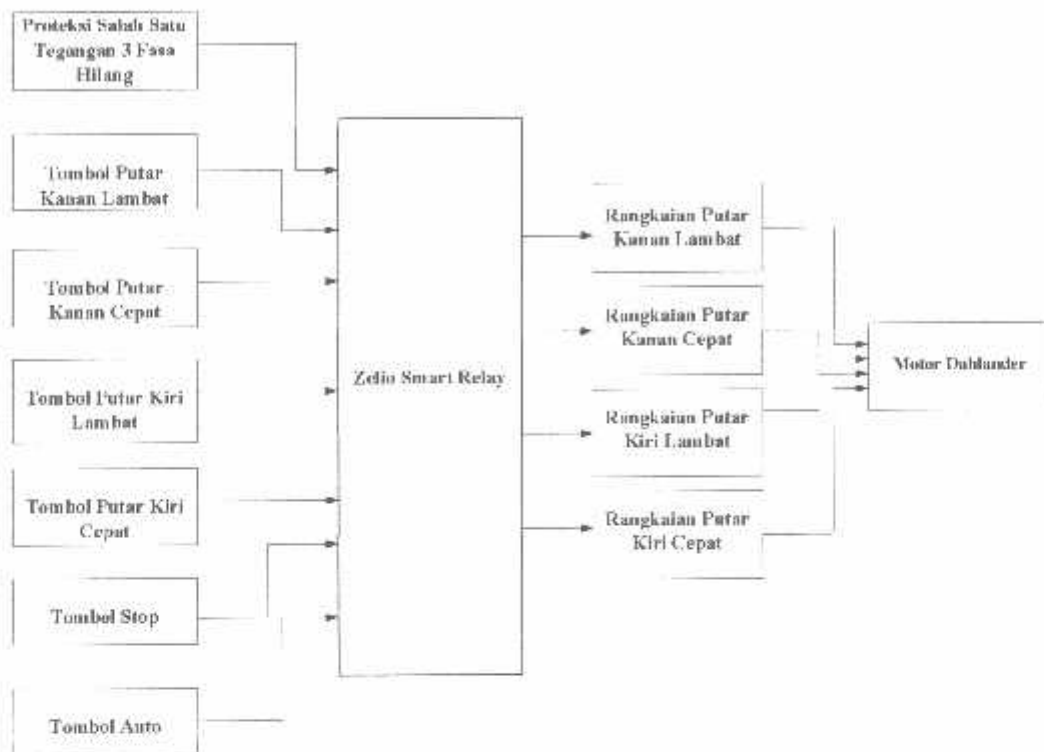 Proteksi Salah Satu
Tegangan 3 Fasa
Hilang
Tombol Putar
Kanan Lambat
Tombol Putar
Kanan Cepat
Tombol Putar Kiri
Lambat
Tombol Putar Kiri
Cepat
Tombol Stop
Tombol Auto
Zelio Smart Relay
Rangkaian Putar
Kanan Lambat
Rangkaian Putar
Kanan Cepat
Rangkaian Putar
Kiri Lambat
Rangkaian Putar
Kiri Cepat
Motor Dahlander